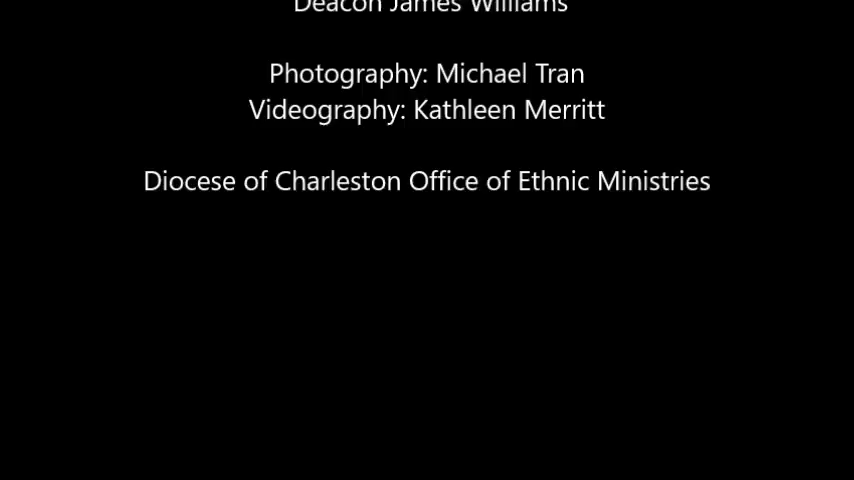 Deacon James Williams
Photography: Michael Tran
Videography: Kathleen Merritt
Diocese of Charleston Office of Ethnic Ministries